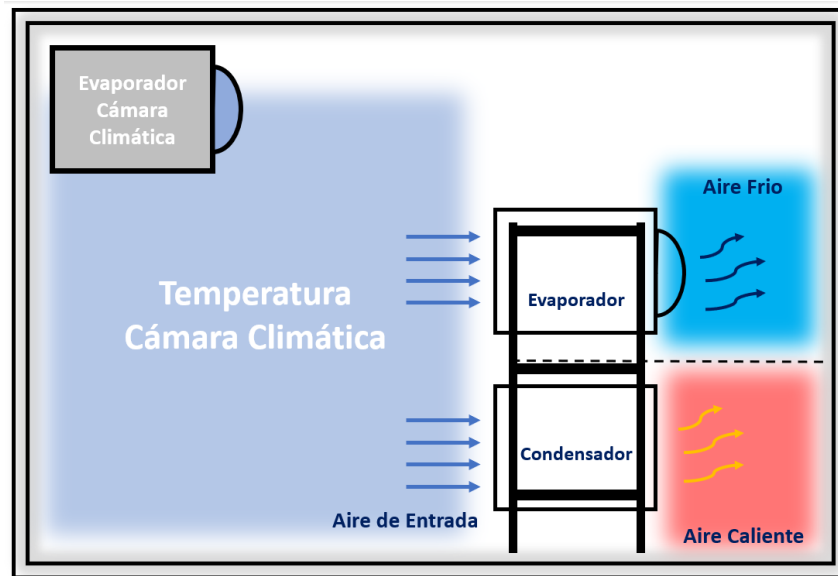 Evaporador
Cámara
Climática
Aire Frio
Temperatura
Cámara Climática
Evaporador
Condensador
Aire de Entrada
Aire Caliente